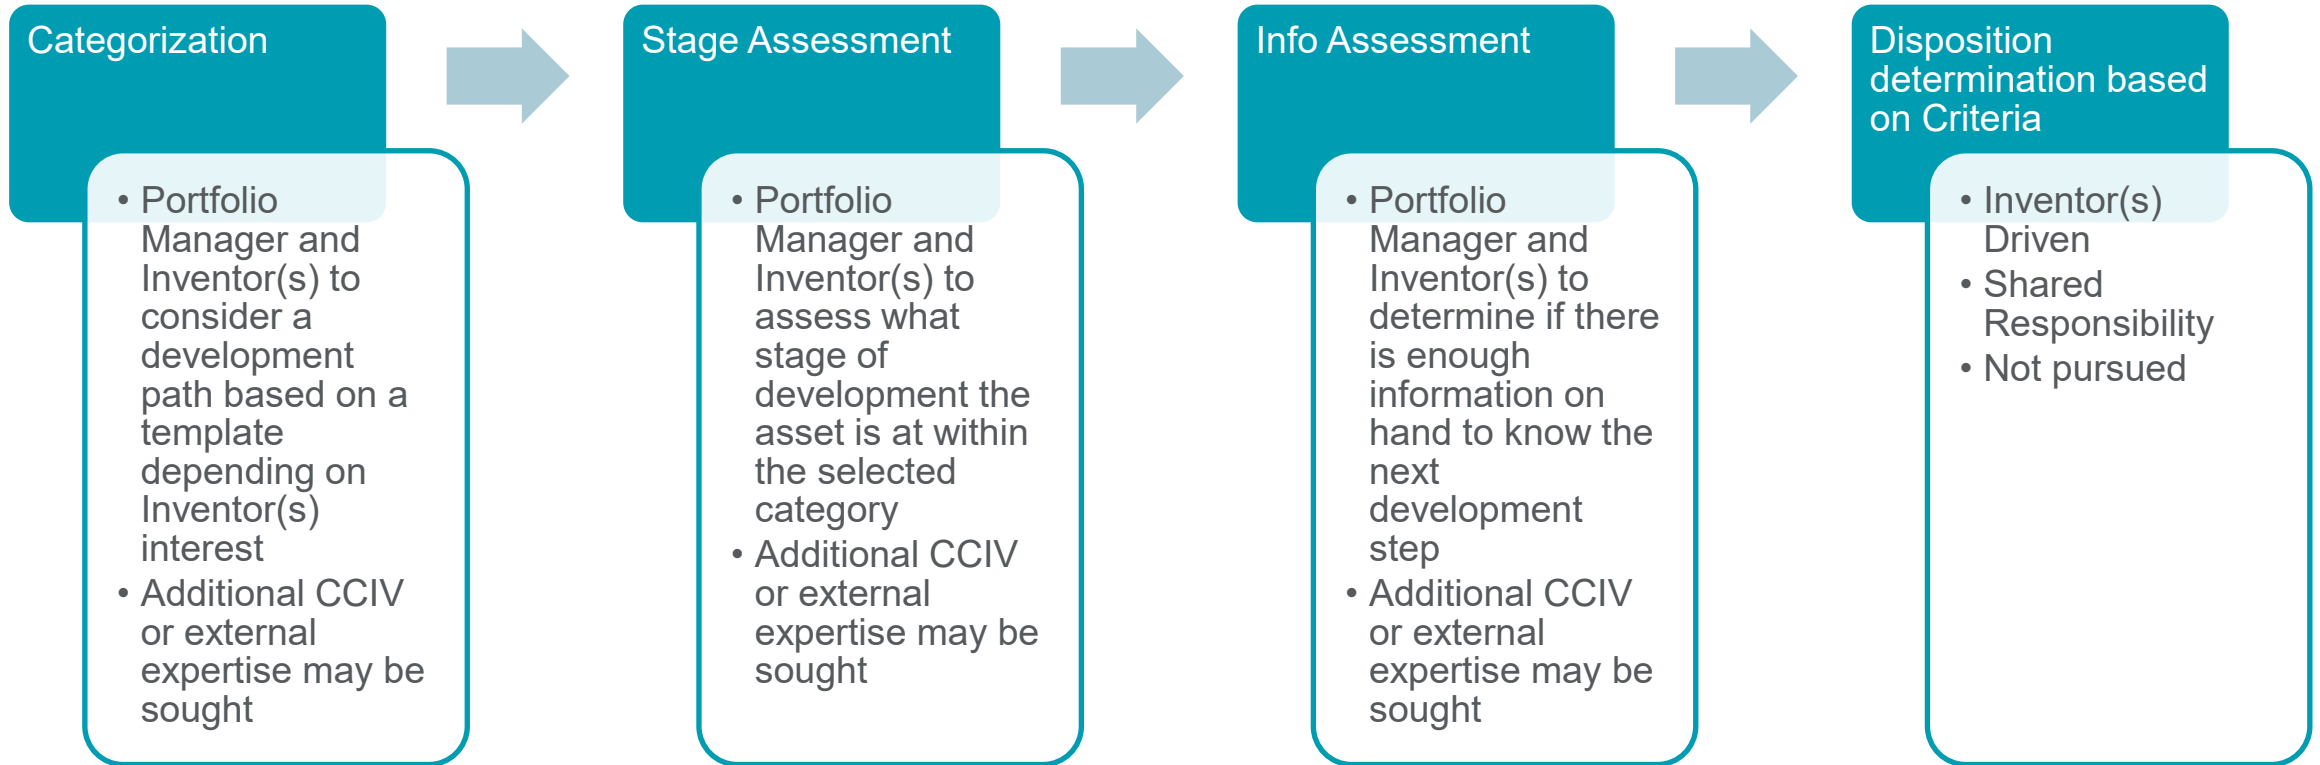 Categorization
• Portfolio
Manager and
Inventor(s) to
consider a
development
path based on a
template
depending on
Inventor(s)
interest
• Additional CCIV
or external
expertise may be
sought
Stage Assessment
• Portfolio
Manager and
Inventor(s) to
assess what
stage of
development the
asset is at within
the selected
category
• Additional CCIV
or external
expertise may be
sought
Info Assessment
• Portfolio
Manager and
Inventor(s) to
determine if there
is enough
information on
hand to know the
next
development
step
• Additional CCIV
or external
expertise may be
sought
Disposition
determination based
on Criteria
• Inventor(s)
Driven
• Shared
Responsibility
• Not pursued